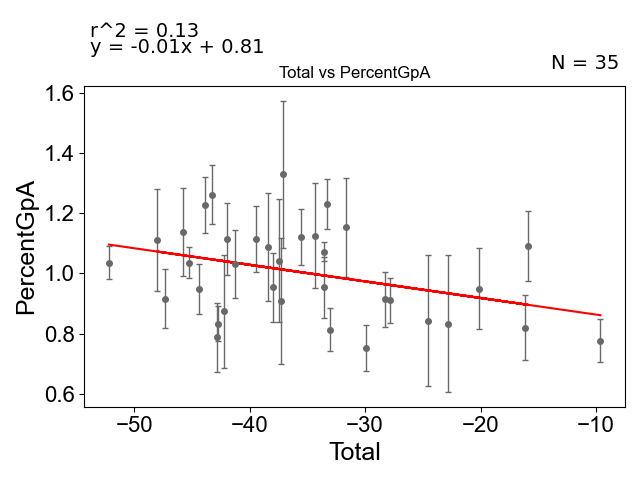 r^2 = 0.13
y = -0.01x + 0.81
N = 35
Total vs PercentGpA
1.6
1.4
1.2
1.0
0.8
0.6
PercentGpA
−50 −40 −30 −20 −10
Total